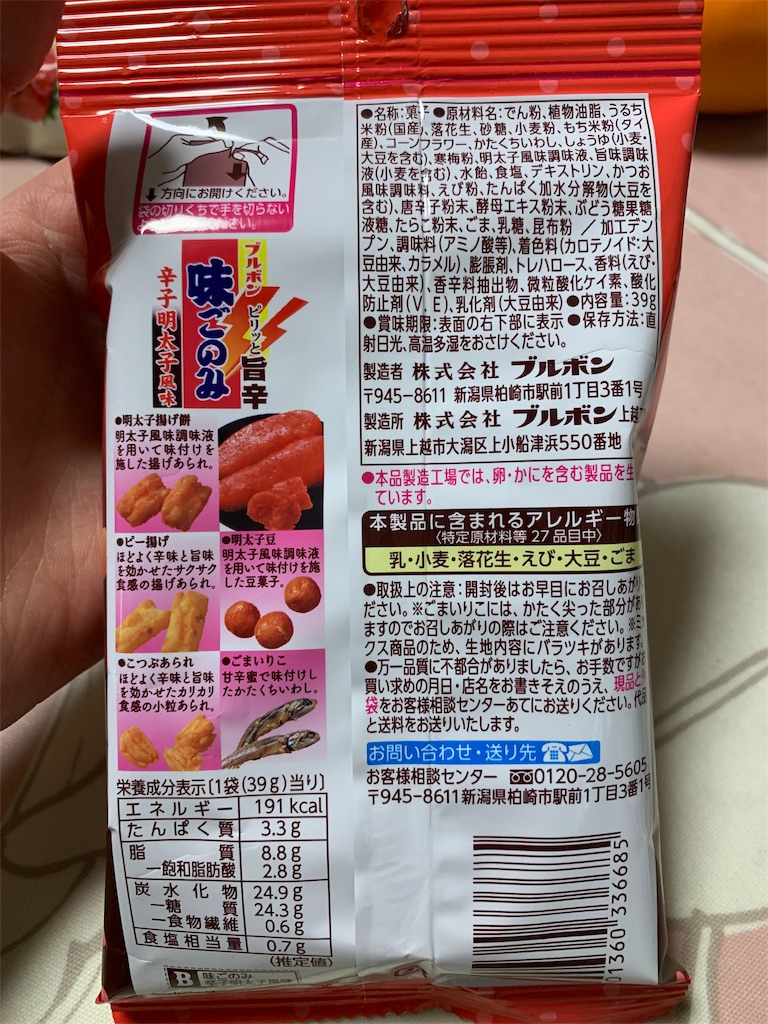 ↓方向にお開けください。
袋の切りくちで手を切らない
ください。
ブルボン
ピリッと旨辛
味ごのみ
辛子明太子風味
●明太子揚げ餅
明太子風味調味液
を用いて味付けを
施した揚げあられ。
●ピー揚げ
ほどよく辛味と旨味
を効かせたサクサク
食感の揚げあられ。
●明太子豆
明太子風味調味液
を用いて味付けを施
した豆菓子。
●こつぶあられ
ほどよく辛味と旨味
を効かせたカリカリ
食感の小粒あられ。
●ごまいりこ
甘辛蜜で味付けし
たかたくちいわし。
栄養成分表示〔1袋(39g)当り〕
エネルギー 191 kcal
たんぱく質 3.3g
脂質 8.8g
－飽和脂肪酸 2.8g
炭水化物 24.9g
－糖質 24.3g
－食物繊維 0.6g
食塩相当量 0.7g
(推定値)
B 味ごのみ
辛子明太子風味
●名称:菓子 ●原材料名:でん粉、植物油脂、うるち
米粉(国産)、落花生、砂糖、小麦粉、もち米粉(タイ
産)、コーンフラワー、かたくちいわし、しょうゆ(小麦・
大豆を含む)、寒梅粉、明太子風味調味液、旨味調味
液(小麦を含む)、水飴、食塩、デキストリン、かつお
風味調味料、えび粉、たんぱく加水分解物(大豆を
含む)、唐辛子粉末、酵母エキス粉末、ぶどう糖果糖
液糖、たらこ粉末、ごま、乳糖、昆布粉 ／ 加工デン
プン、調味料(アミノ酸等)、着色料(カロテノイド:大
豆由来、カラメル)、膨脹剤、トレハロース、香料(えび・
大豆由来)、香辛料抽出物、微粒酸化ケイ素、酸化
防止剤(V.E)、乳化剤(大豆由来) ●内容量:39g
●賞味期限:表面の右下部に表示 ●保存方法:直
射日光、高温多湿をおさけください。
製造者 株式会社 ブルボン
〒945-8611 新潟県柏崎市駅前1丁目3番1号
製造所 株式会社 ブルボン 上越
新潟県上越市大潟区上小船津浜550番地
●本品製造工場では、卵・かにを含む製品を生
ています。
本製品に含まれるアレルギー物
〈特定原材料等 27 品目中〉
乳・小麦・落花生・えび・大豆・ごま
●取扱上の注意:開封後はお早目にお召しあがり
ださい。※ごまいりこには、かたく尖った部分があ
ますのでお召しあがりの際はご注意ください。※ミッ
クス商品のため、生地内容にバラツキがあります。
●万一品質に不都合がありましたら、お手数ですがお
買い求めの月日・店名をお書きそえのうえ、現品と
袋をお客様相談センターあてにお送りください。代品
と送料をお送りいたします。
お問い合わせ・送り先
お客様相談センター 0120-28-5605
〒945-8611新潟県柏崎市駅前1丁目3番1号
01360 336685